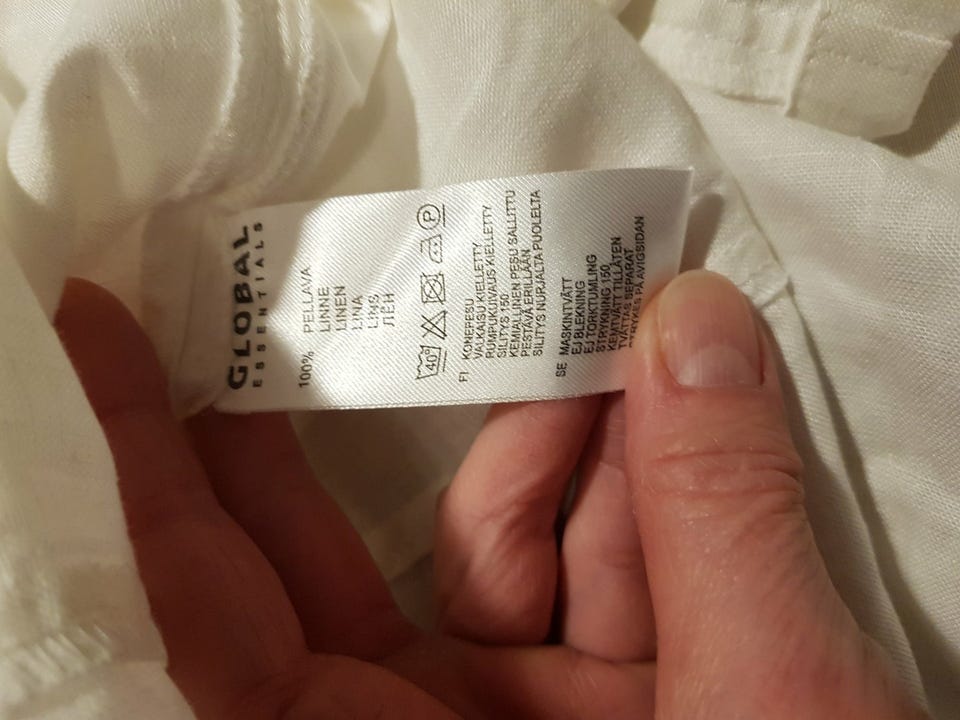 GLOBAL
ESSENTIALS
100% PELLAVA
LINNE
LINEN
LINA
LINS
ЛЁН
40° P
FI KONEPESU
VALKAISU KIELLETTY
RUMPUKUIVAUS KIELLETTY
SILITYS 150
KEMIALLINEN PESU SALLITTU
PESTÄVÄ ERILLÄÄN
SILITYS NURJALTA PUOLELTA
SE MASKINTVÄTT
EJ BLEKNING
EJ TORKTUMLING
STRYKNING 150
KEMTVÄTT TILLÅTEN
TVÄTTAS SEPARAT
STRYKES PÅ AVIGSIDAN